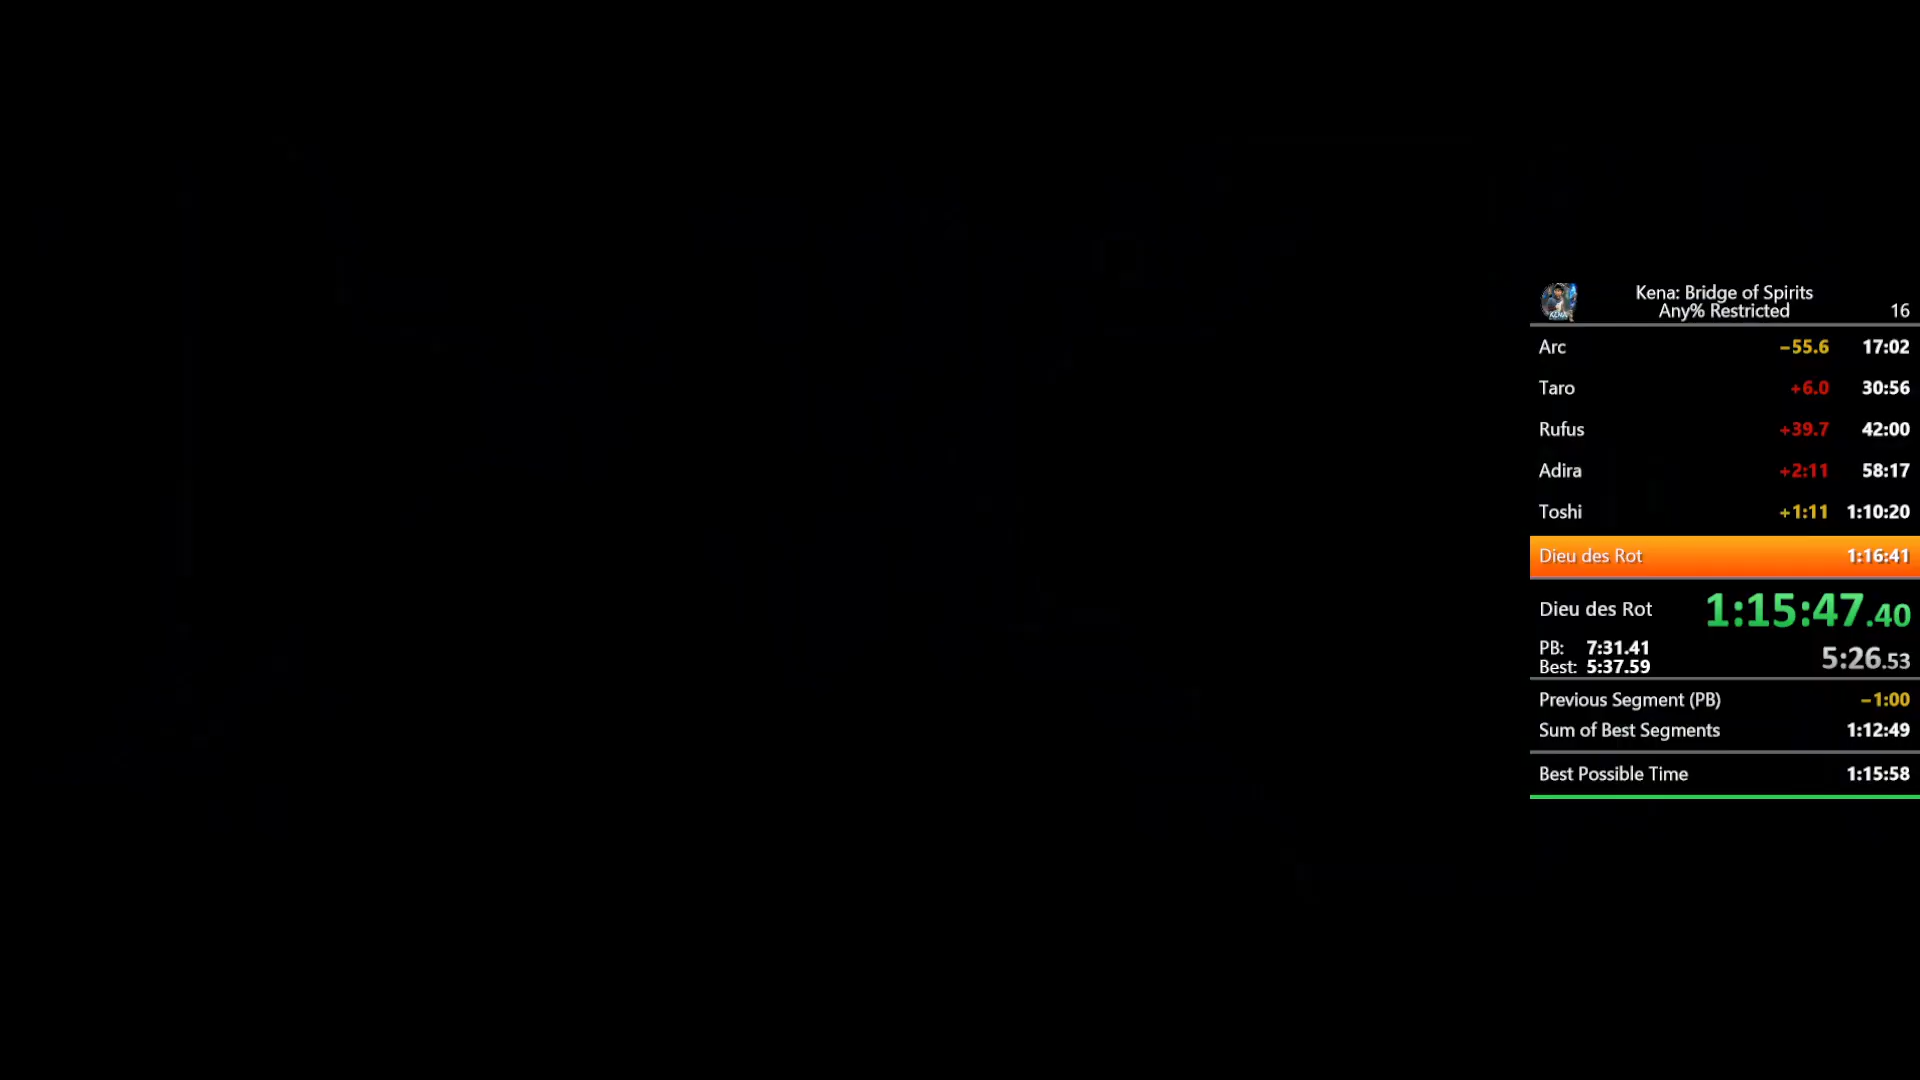 Kena: Bridge of Spirits
Any% Restricted 16
Arc −55.6 17:02
Taro +6.0 30:56
Rufus +39.7 42:00
Adira +2:11 58:17
Toshi +1:11 1:10:20
Dieu des Rot 1:16:41
Dieu des Rot 1:15:47.40
PB: 7:31.41
Best: 5:37.59 5:26.53
Previous Segment (PB) −1:00
Sum of Best Segments 1:12:49
Best Possible Time 1:15:58